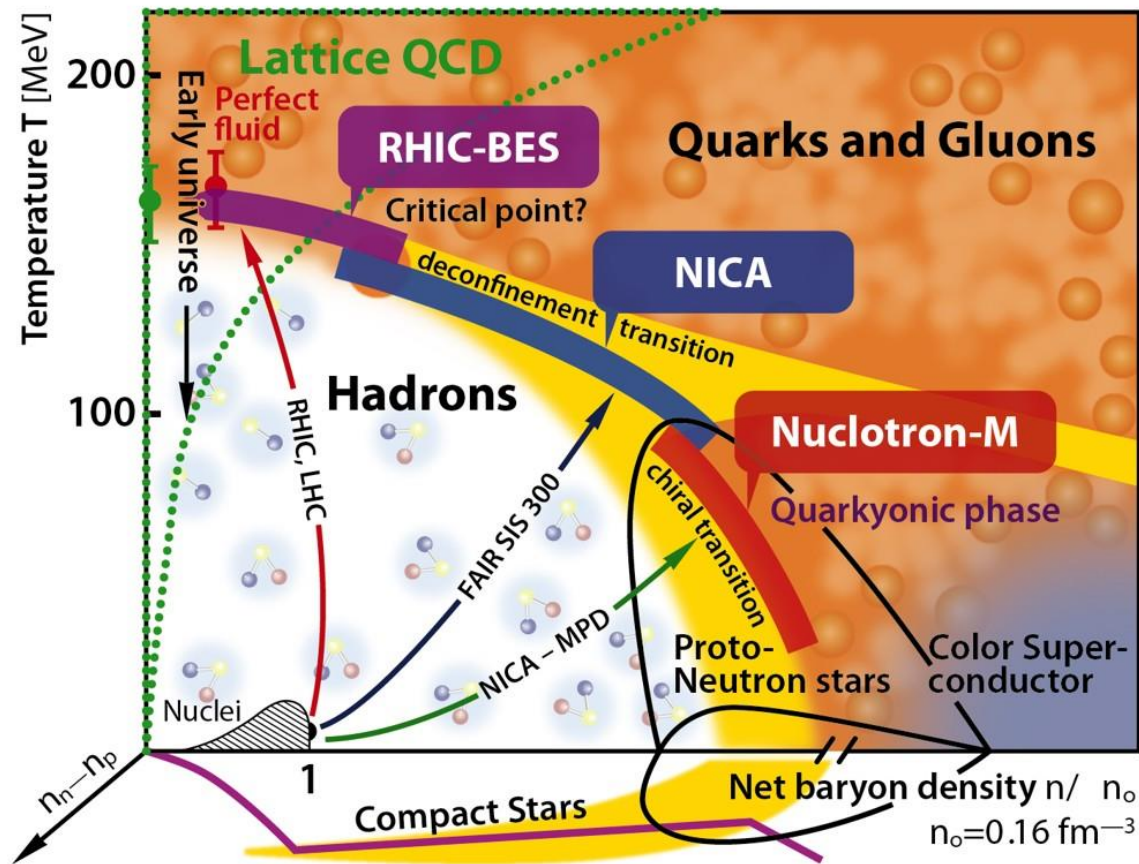 Temperature T [MeV]
200
100
Lattice QCD
Early universe
Perfect
fluid
RHIC-BES
Critical point?
Quarks and Gluons
NICA
deconfinement transition
Hadrons
RHIC, LHC
FAIR SIS 300
NICA – MPD
Nuclotron-M
chiral transition
Quarkyonic phase
Proto-
Neutron stars
Color Super-
conductor
Nuclei
1
nₙ—nₚ
Compact Stars
Net baryon density n/ n₀
n₀=0.16 fm⁻³